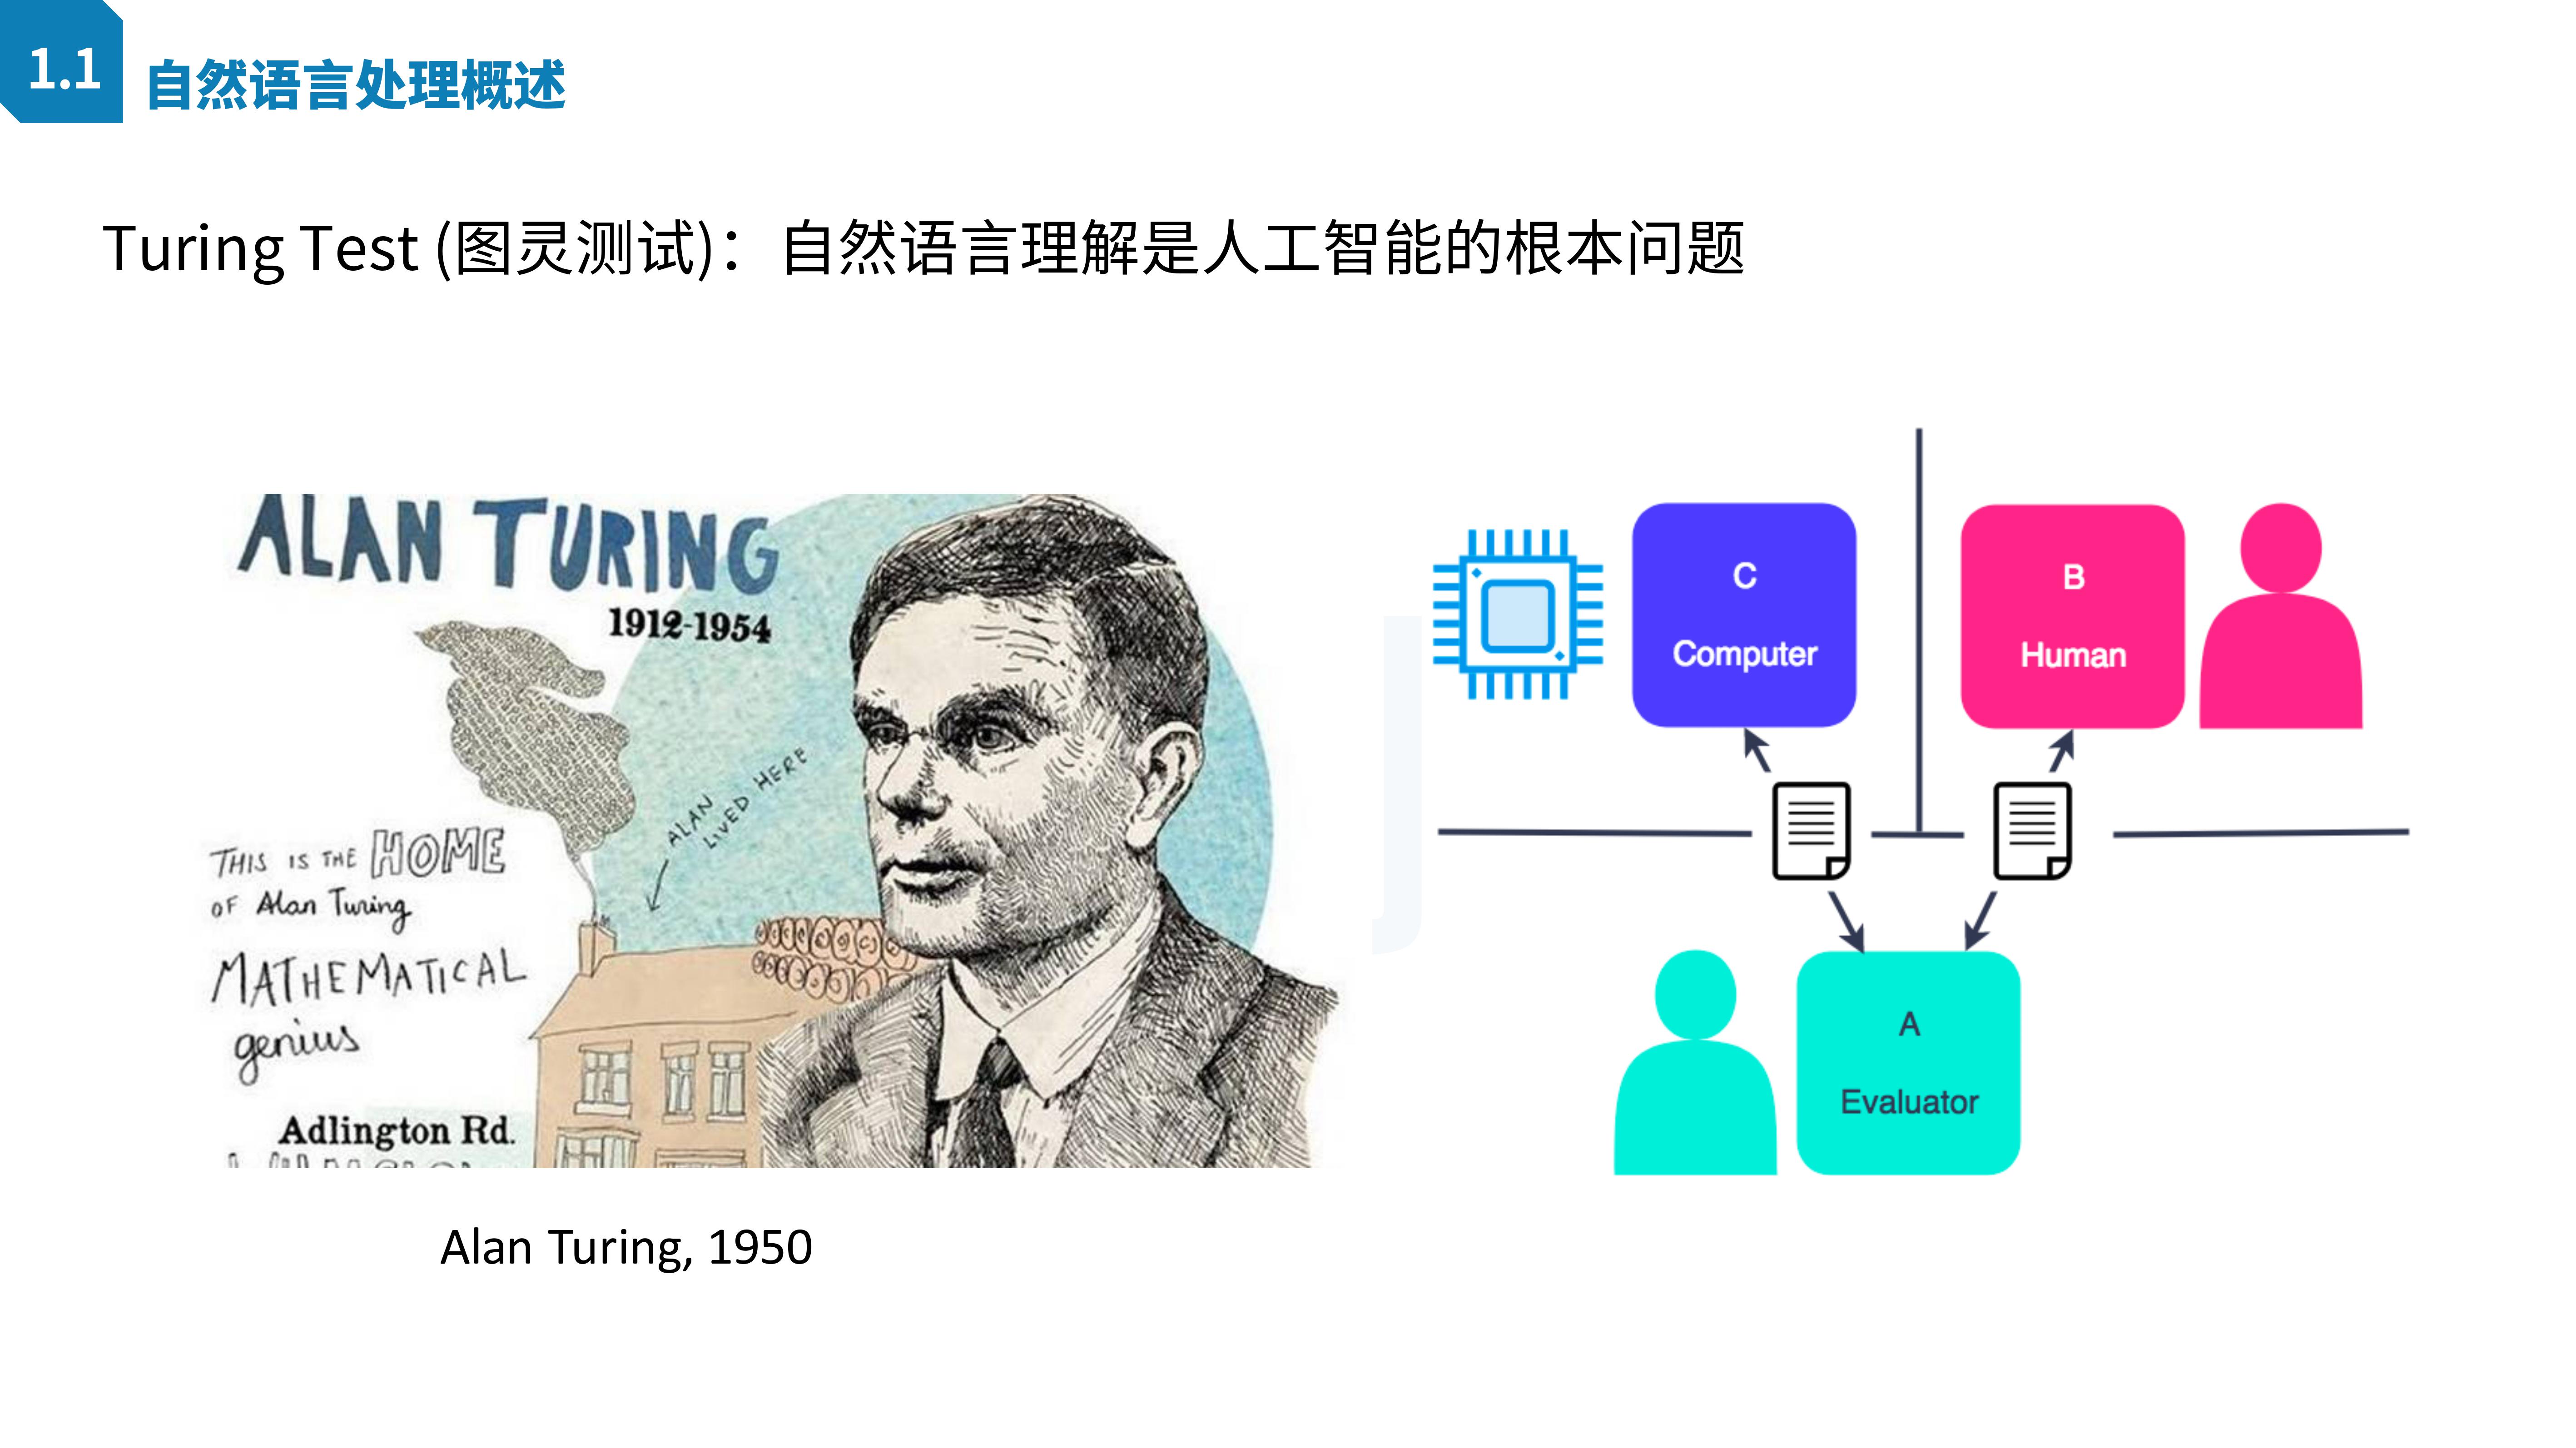 1.1
自然语言处理概述
Turing Test (图灵测试)：自然语言理解是人工智能的根本问题
ALAN TURING
1912-1954
ALAN
LIVED HERE
THIS IS THE HOME
OF Alan Turing
MATHEMATICAL
genius
Adlington Rd.
Alan Turing, 1950
C
Computer
B
Human
A
Evaluator